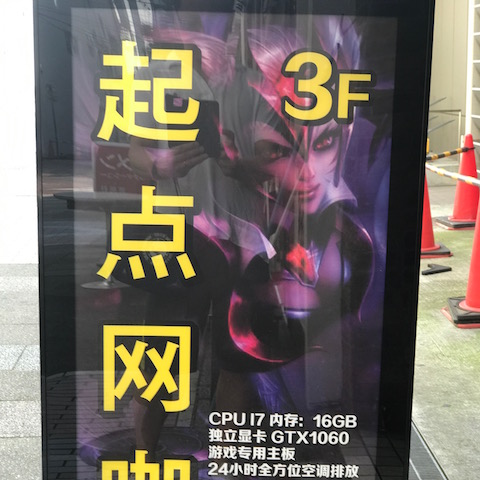 起点网咖
3F
CPU I7 内存：16GB
独立显卡 GTX1060
游戏专用主板
24小时全方位空调排放